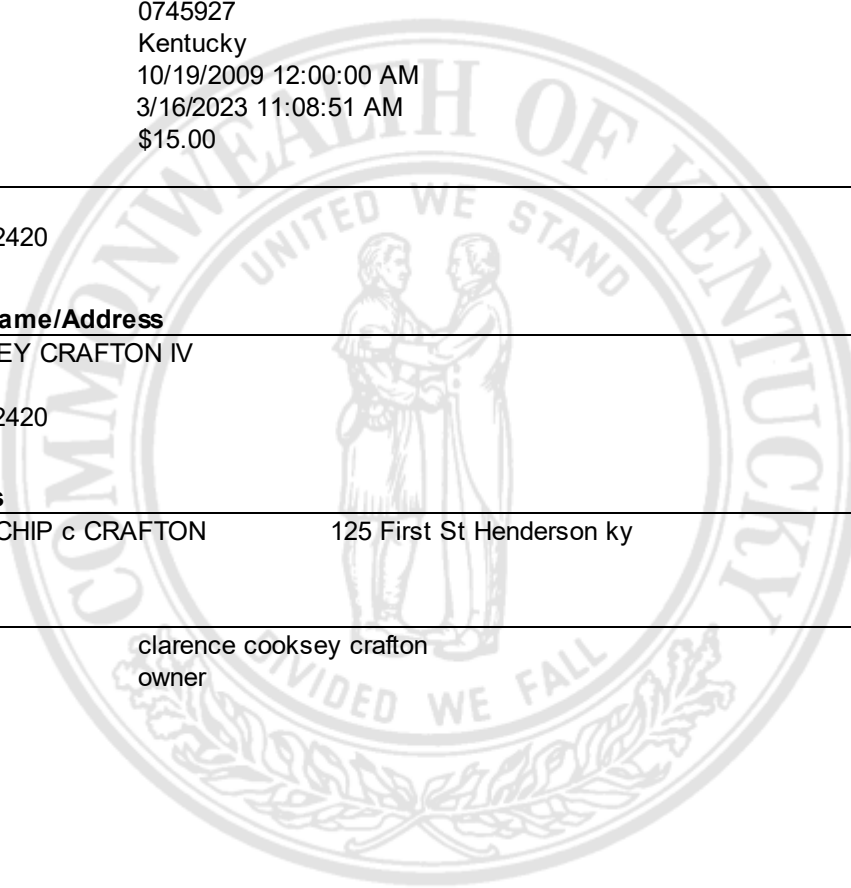 0745927
Kentucky
10/19/2009 12:00:00 AM
3/16/2023 11:08:51 AM
$15.00
2420
ame/Address
EY CRAFTON IV
2420
s
CHIP c CRAFTON 125 First St Henderson ky
clarence cooksey crafton
owner
COMMONWEALTH OF KENTUCKY
UNITED WE STAND
DIVIDED WE FALL